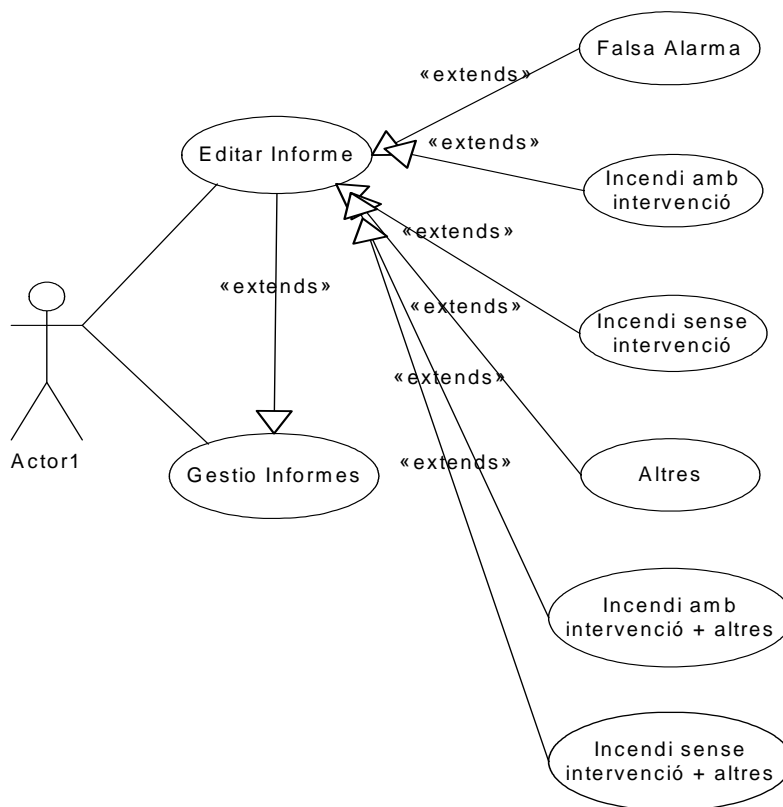 Falsa Alarma
«extends»
«extends»
Editar Informe
Incendi amb
intervenció
«extends»
«extends»
«extends»
Incendi sense
intervenció
«extends»
Actor1
Gestio Informes
«extends»
Altres
Incendi amb
intervenció + altres
Incendi sense
intervenció + altres